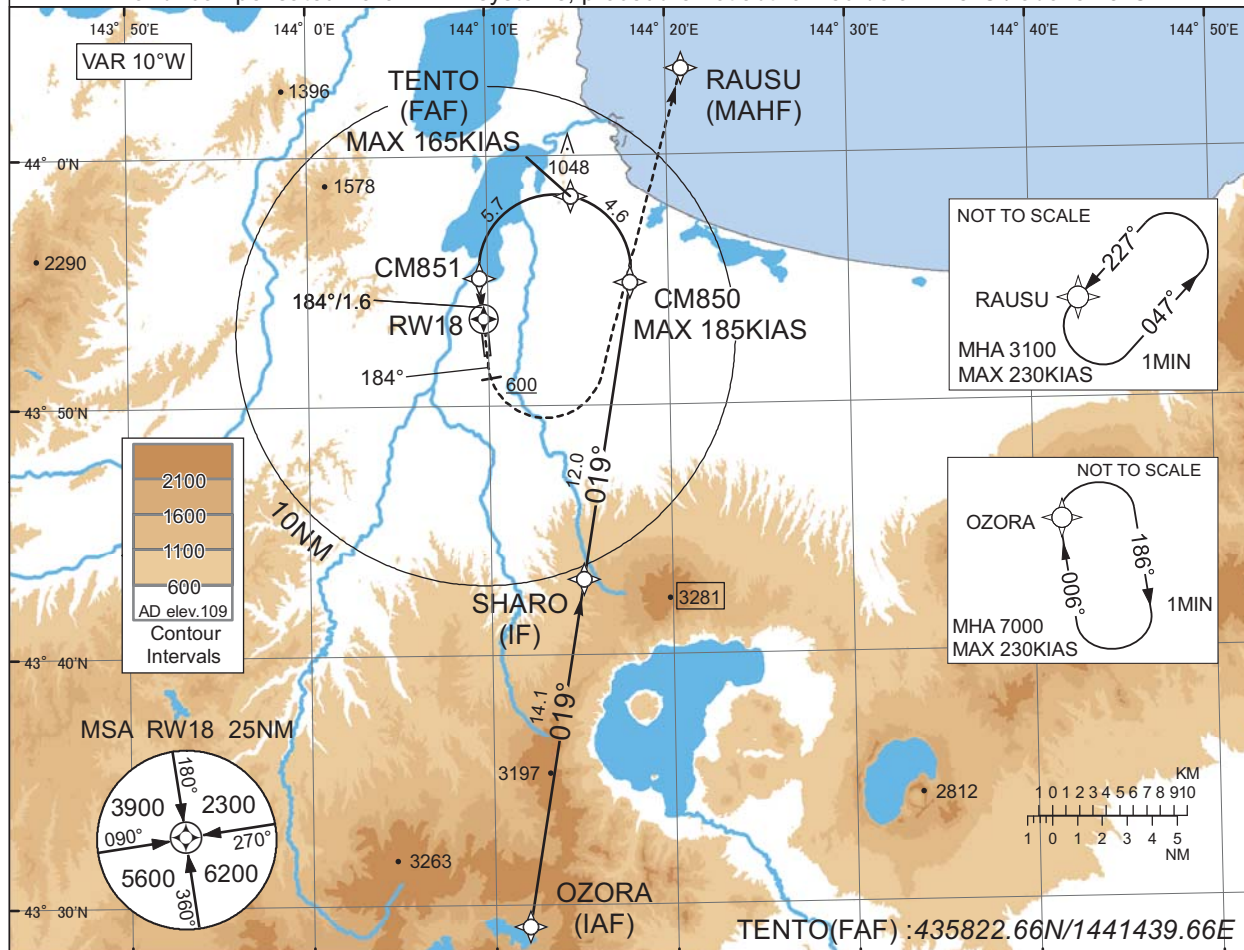 143° 50'E
144° 0'E
144° 10'E
144° 20'E
144° 30'E
144° 40'E
144° 50'E
VAR 10°W
1396
TENTO
(FAF)
MAX 165KIAS
RAUSU
(MAHF)
44° 0'N
1048
1578
5.7
4.6
2290
CM851
184°/1.6
RW18
CM850
MAX 185KIAS
184°
600
43° 50'N
NOT TO SCALE
227°
RAUSU
047°
MHA 3100
MAX 230KIAS
1MIN
2100
1600
1100
600
AD elev.109
Contour
Intervals
10NM
12.0
019°
NOT TO SCALE
OZORA
186°
006°
1MIN
MHA 7000
MAX 230KIAS
SHARO
(IF)
3281
43° 40'N
14.1
019°
MSA RW18 25NM
180°
3900
2300
090°
270°
5600
6200
360°
3197
3263
2812
KM
1 0 1 2 3 4 5 6 7 8 9 10
1 0 1 2 3 4 5
NM
43° 30'N
OZORA
(IAF)
TENTO(FAF) :435822.66N/1441439.66E